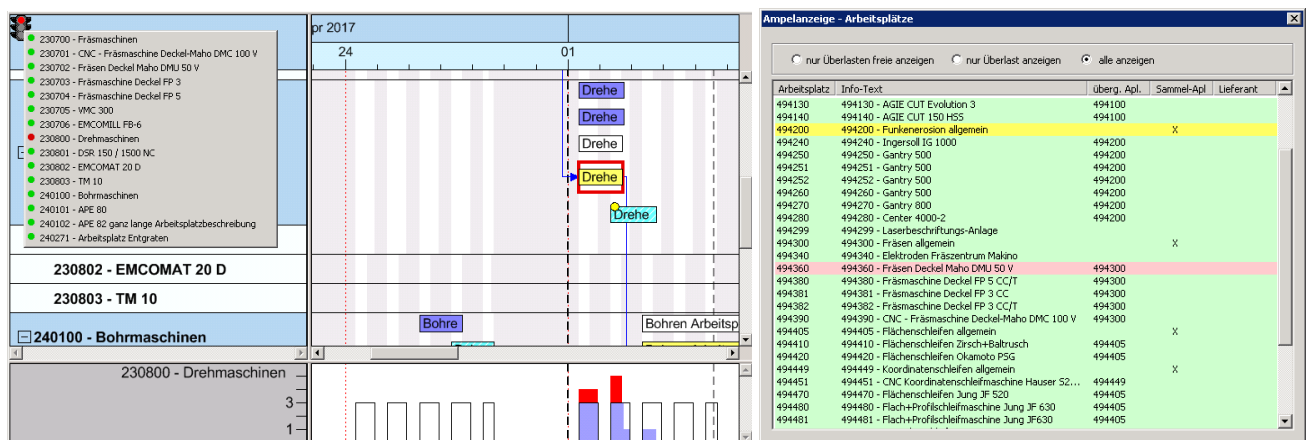 pr 2017
24
01
230700 - Fräsmaschinen
230701 - CNC - Fräsmaschine Deckel-Maho DMC 100 V
230702 - Fräsen Deckel Maho DMU 50 V
230703 - Fräsmaschine Deckel FP 3
230704 - Fräsmaschine Deckel FP 5
230705 - VMC 300
230706 - EMCOMILL FB-6
230800 - Drehmaschinen
230801 - DSR 150 / 1500 NC
230802 - EMCOMAT 20 D
230803 - TM 10
240100 - Bohrmaschinen
240101 - APE 80
240102 - APE 82 ganz lange Arbeitsplatzbeschreibung
240271 - Arbeitsplatz Entgraten
Drehe
Drehe
Drehe
Drehe
Drehe
230802 - EMCOMAT 20 D
230803 - TM 10
240100 - Bohrmaschinen
Bohre
Bohren Arbeitsp
230800 - Drehmaschinen
3
1
Ampelanzeige - Arbeitsplätze
nur Überlasten freie anzeigen nur Überlast anzeigen alle anzeigen
Arbeitsplatz Info-Text überg. Apl. Sammel-Apl Lieferant
494130 494130 - AGIE CUT Evolution 3 494100
494140 494140 - AGIE CUT 150 HSS 494100
494200 494200 - Funkenerosion allgemein X
494240 494240 - Ingersoll IG 1000 494200
494250 494250 - Gantry 500 494200
494251 494251 - Gantry 500 494200
494252 494252 - Gantry 500 494200
494260 494260 - Gantry 500 494200
494270 494270 - Gantry 800 494200
494280 494280 - Center 4000-2 494200
494299 494299 - Laserbeschriftungs-Anlage
494300 494300 - Fräsen allgemein X
494340 494340 - Elektroden Fräszentrum Makino
494360 494360 - Fräsen Deckel Maho DMU 50 V 494300
494380 494380 - Fräsmaschine Deckel FP 5 CC/T 494300
494381 494381 - Fräsmaschine Deckel FP 3 CC 494300
494382 494382 - Fräsmaschine Deckel FP 3 CC/T 494300
494390 494390 - CNC - Fräsmaschine Deckel-Maho DMC 100 V 494300
494405 494405 - Flächenschleifen allgemein X
494410 494410 - Flächenschleifen Zirsch+Baltrusch 494405
494420 494420 - Flächenschleifen Okamoto PSG 494405
494449 494449 - Koordinatenschleifen allgemein X
494451 494451 - CNC Koordinatenschleifmaschine Hauser S2... 494449
494470 494470 - Flächenschleifen Jung JF 520 494405
494480 494480 - Flach+Profilschleifmaschine Jung JF 630 494405
494481 494481 - Flach+Profilschleifmaschine Jung JF630 494405